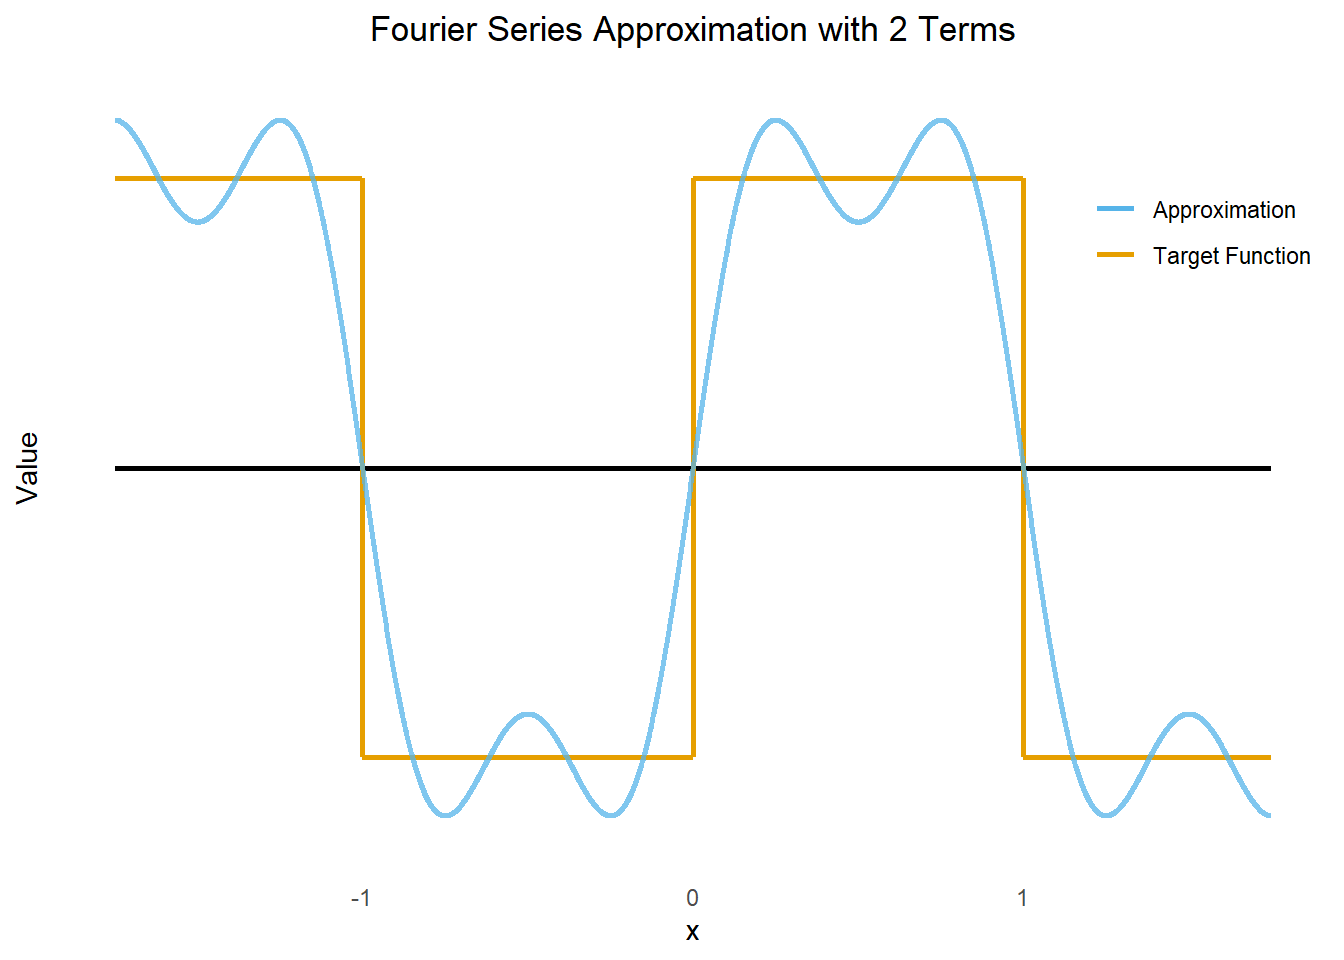 Fourier Series Approximation with 2 Terms
Approximation
Target Function
Value
-1 0 1
x